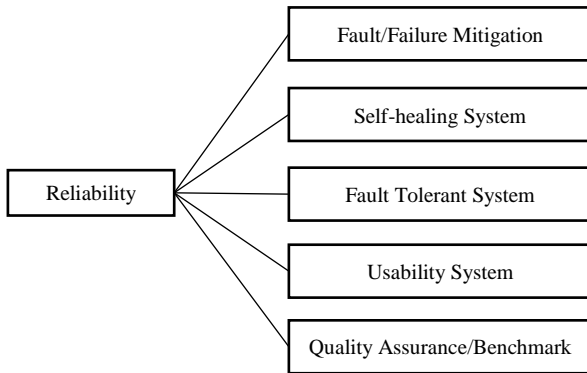 Fault/Failure Mitigation
Self-healing System
Reliability
Fault Tolerant System
Usability System
Quality Assurance/Benchmark